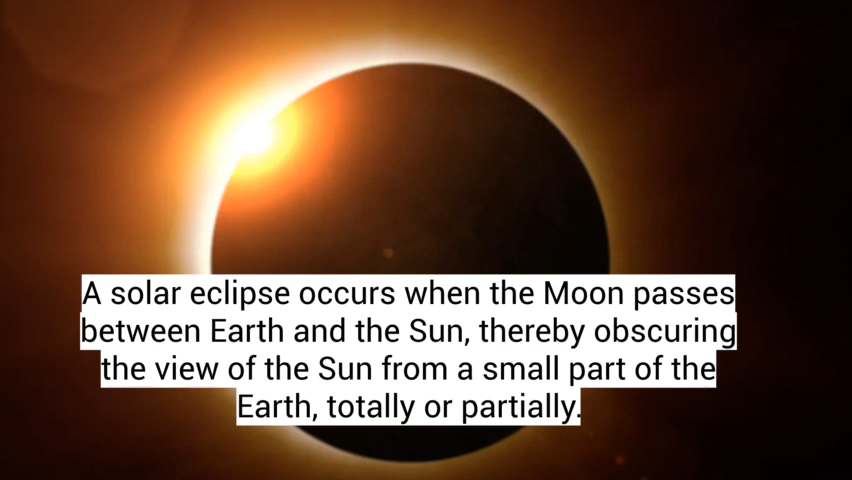 A solar eclipse occurs when the Moon passes
between Earth and the Sun, thereby obscuring
the view of the Sun from a small part of the
Earth, totally or partially.